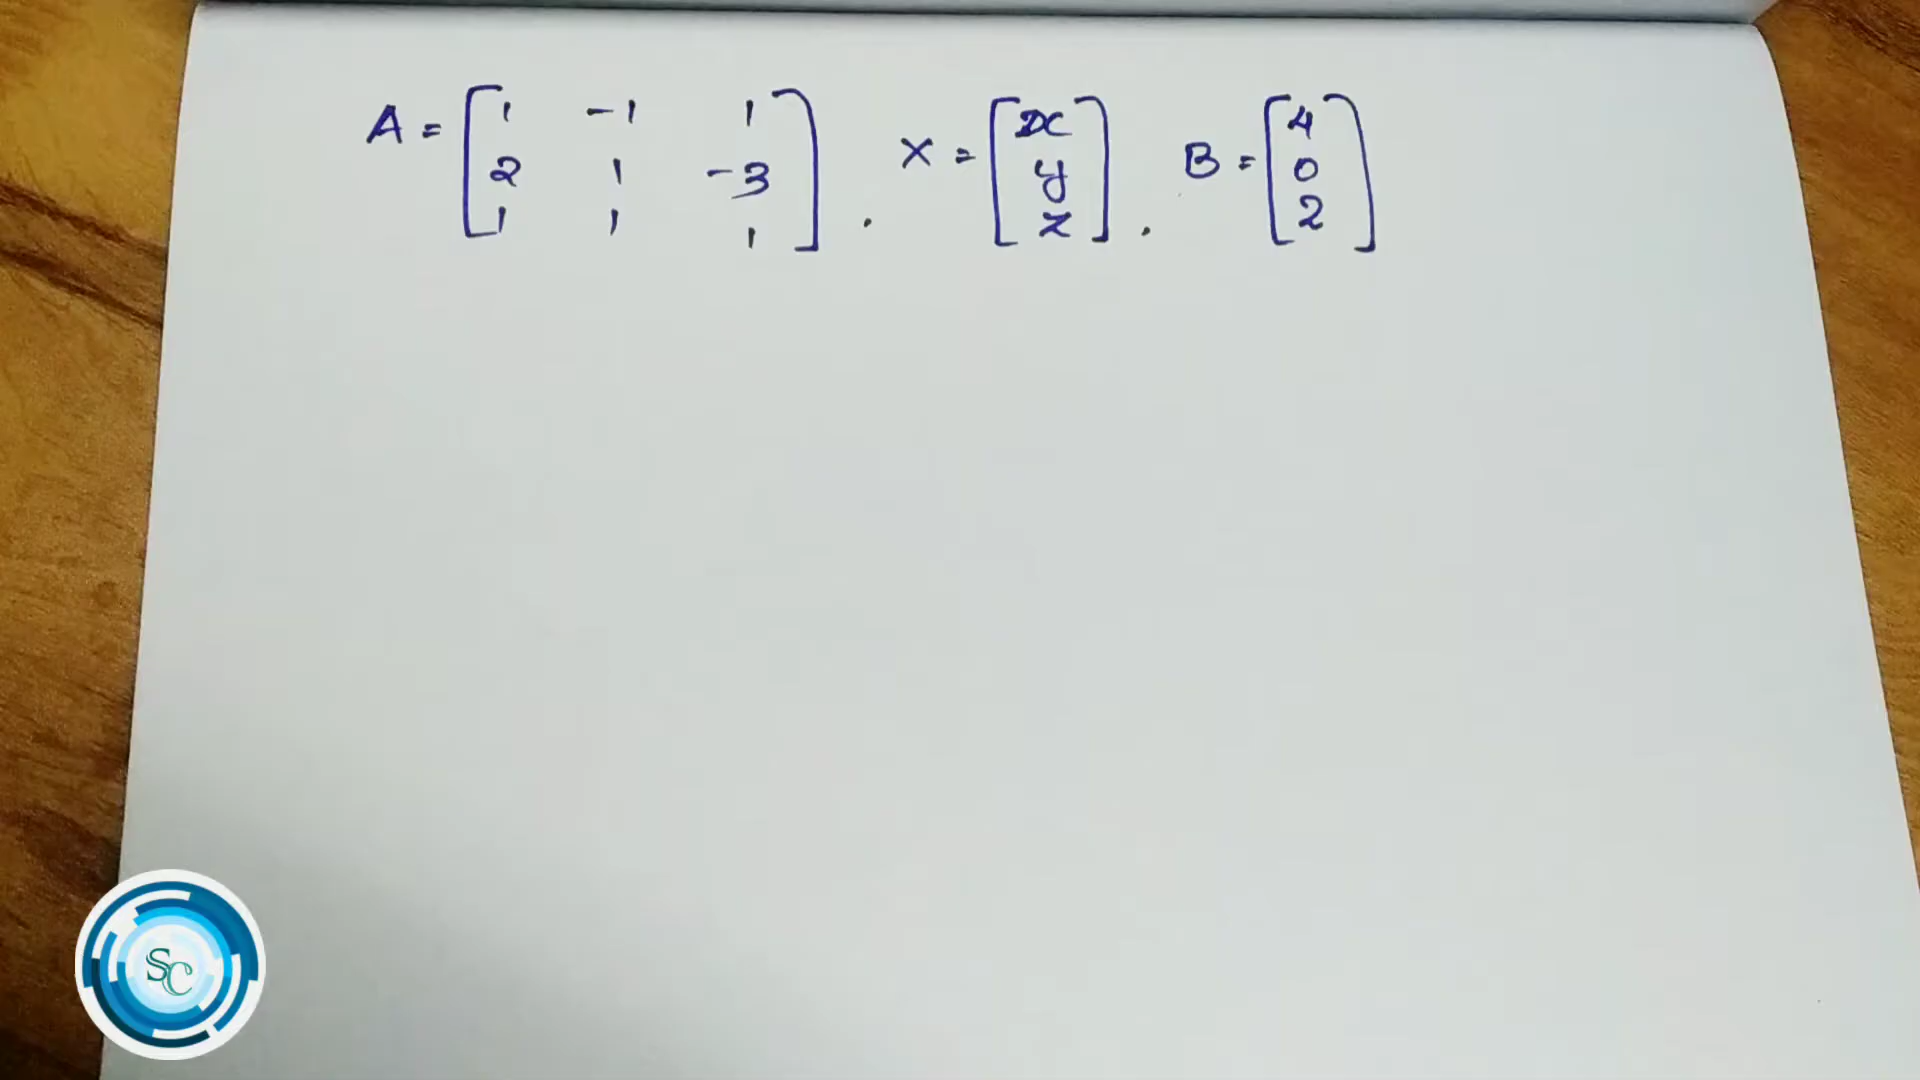 A = [ 1 -1 1 ] X = [ x ] B = [ 4 ]
[ 2 1 -3 ] [ y ] [ 0 ]
[ 1 1 1 ] . [ z ] . [ 2 ]
SC